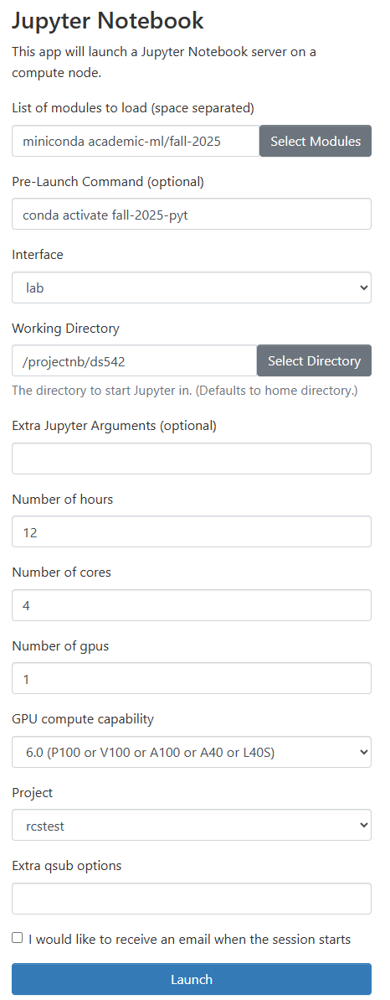 Jupyter Notebook
This app will launch a Jupyter Notebook server on a
compute node.
List of modules to load (space separated)
miniconda academic-ml/fall-2025
Select Modules
Pre-Launch Command (optional)
conda activate fall-2025-pyt
Interface
lab
Working Directory
/projectnb/ds542
Select Directory
The directory to start Jupyter in. (Defaults to home directory.)
Extra Jupyter Arguments (optional)
Number of hours
12
Number of cores
4
Number of gpus
1
GPU compute capability
6.0 (P100 or V100 or A100 or A40 or L40S)
Project
rcstest
Extra qsub options
I would like to receive an email when the session starts
Launch